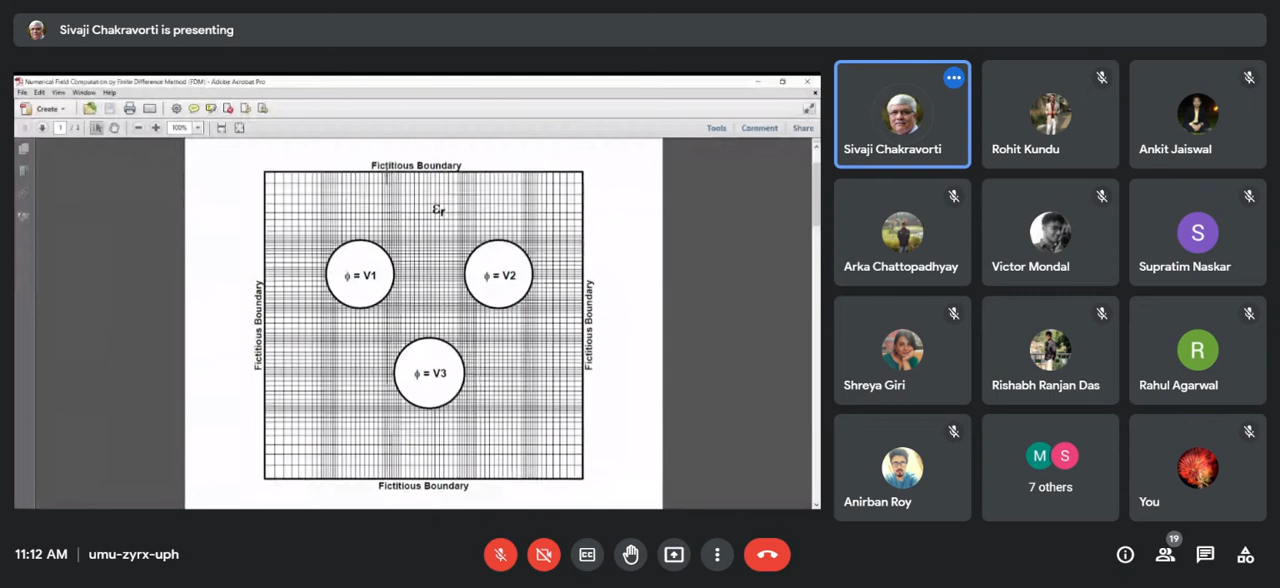 Sivaji Chakravorti is presenting
Numerical Field Computation by Finite Difference Method (FDM) - Adobe Acrobat Pro
File Edit View Window Help
Create
1 / 1
100%
Tools Comment Share
Fictitious Boundary
εr
ϕ = V1
ϕ = V2
Fictitious Boundary
Fictitious Boundary
ϕ = V3
Fictitious Boundary
Sivaji Chakravorti
Rohit Kundu
Ankit Jaiswal
Arka Chattopadhyay
Victor Mondal
S
Supratim Naskar
Shreya Giri
Rishabh Ranjan Das
R
Rahul Agarwal
Anirban Roy
M S
7 others
You
11:12 AM | umu-zyrx-uph
CC
19